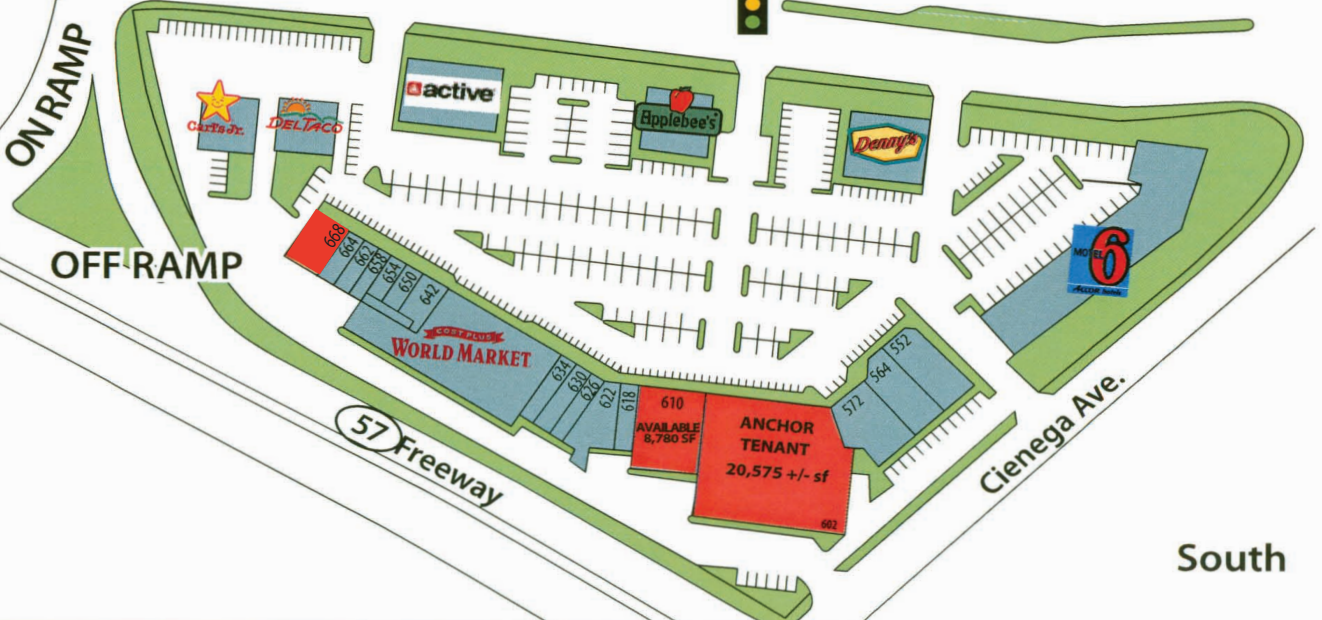 ON RAMP
Carl's Jr.
DEL TACO
active
Applebee's
Denny's
OFF RAMP
668
664
662
658
654
650
642
COST PLUS
WORLD MARKET
MOTEL
6
634
630
626
622
618
610
AVAILABLE
8,780 SF
ANCHOR
TENANT
20,575 +/- sf
602
572
564
552
57 Freeway
Cienega Ave.
South